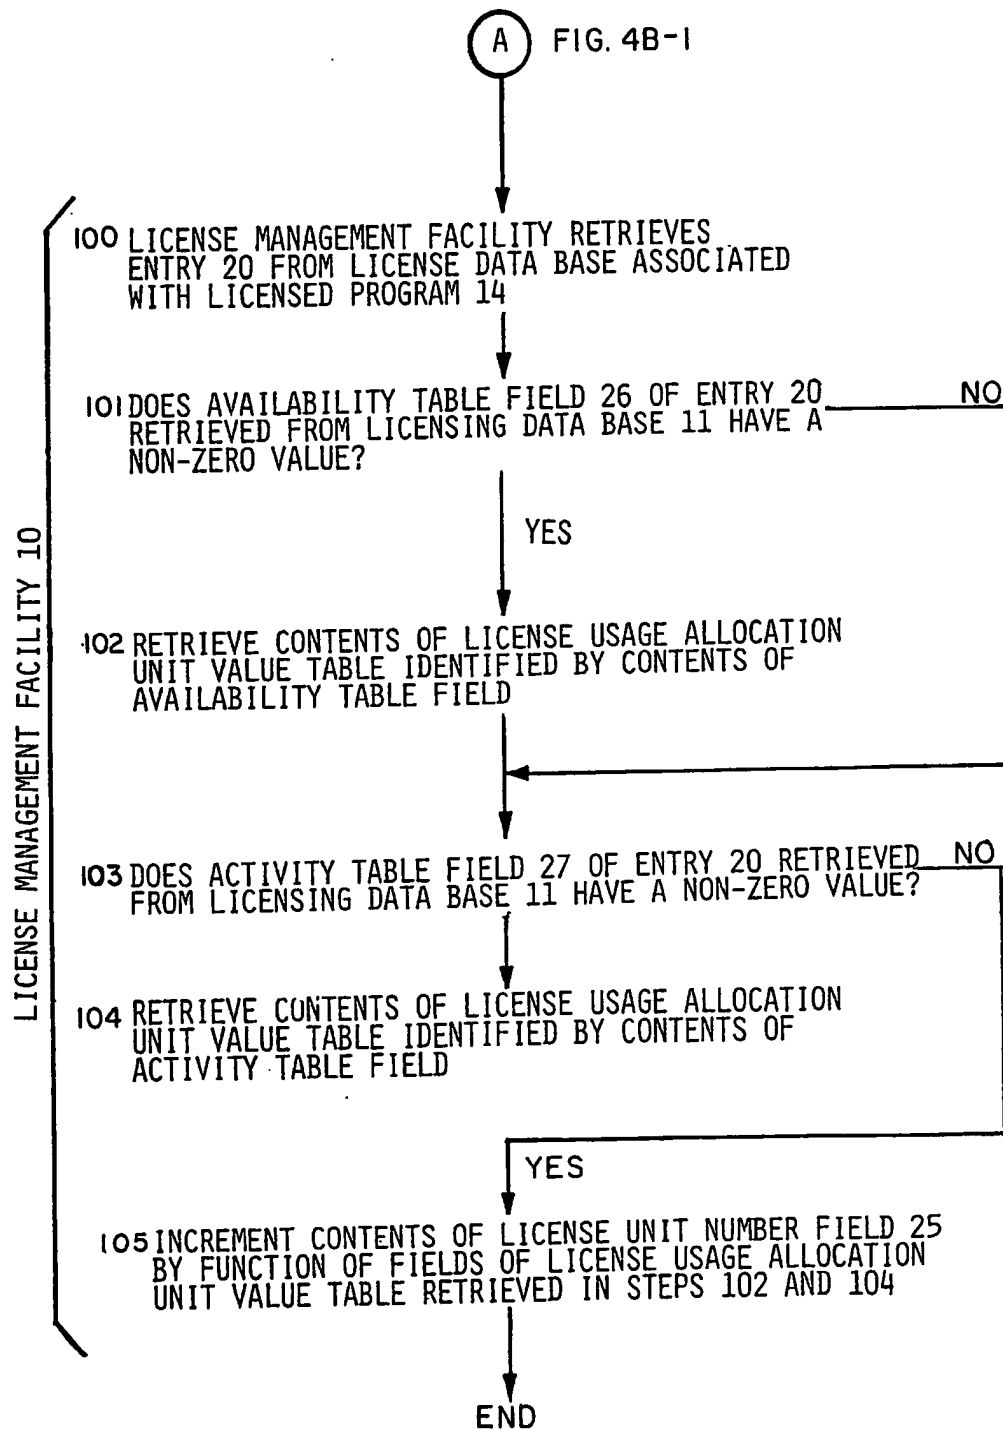 A FIG. 4B-1
100 LICENSE MANAGEMENT FACILITY RETRIEVES
ENTRY 20 FROM LICENSE DATA BASE ASSOCIATED
WITH LICENSED PROGRAM 14
101 DOES AVAILABILITY TABLE FIELD 26 OF ENTRY 20
RETRIEVED FROM LICENSING DATA BASE 11 HAVE A
NON-ZERO VALUE?
NO
YES
102 RETRIEVE CONTENTS OF LICENSE USAGE ALLOCATION
UNIT VALUE TABLE IDENTIFIED BY CONTENTS OF
AVAILABILITY TABLE FIELD
103 DOES ACTIVITY TABLE FIELD 27 OF ENTRY 20 RETRIEVED
FROM LICENSING DATA BASE 11 HAVE A NON-ZERO VALUE?
NO
104 RETRIEVE CONTENTS OF LICENSE USAGE ALLOCATION
UNIT VALUE TABLE IDENTIFIED BY CONTENTS OF
ACTIVITY TABLE FIELD
YES
105 INCREMENT CONTENTS OF LICENSE UNIT NUMBER FIELD 25
BY FUNCTION OF FIELDS OF LICENSE USAGE ALLOCATION
UNIT VALUE TABLE RETRIEVED IN STEPS 102 AND 104
END
LICENSE MANAGEMENT FACILITY 10